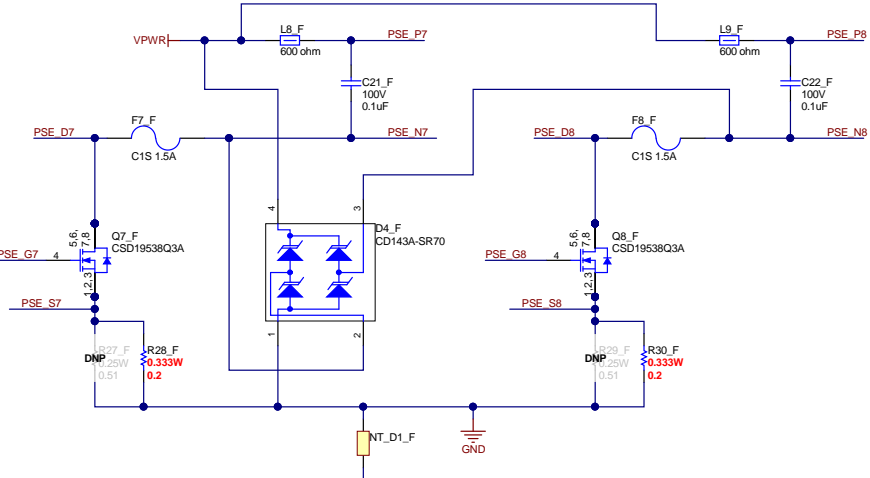 L8_F
600 ohm
PSE_P7
L9_F
600 ohm
PSE_P8
VPWR
C21_F
100V
0.1uF
C22_F
100V
0.1uF
F7_F
PSE_D7
C1S 1.5A
PSE_N7
F8_F
PSE_D8
C1S 1.5A
PSE_N8
4
3
D4_F
CD143A-SR70
5,6,
7,8
Q7_F
CSD19538Q3A
PSE_G7
4
1,2,3
5,6,
7,8
Q8_F
CSD19538Q3A
PSE_G8
4
1,2,3
PSE_S7
PSE_S8
1
2
R27_F
DNP
0.25W
0.51
R28_F
0.333W
0.2
R29_F
DNP
0.25W
0.51
R30_F
0.333W
0.2
NT_D1_F
GND